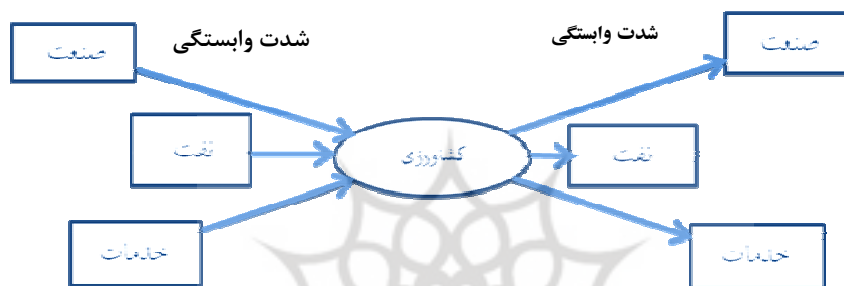 شدت وابستگی
شدت وابستگی
صنعت
صنعت
نفت
کشاورزی
نفت
خدمات
خدمات